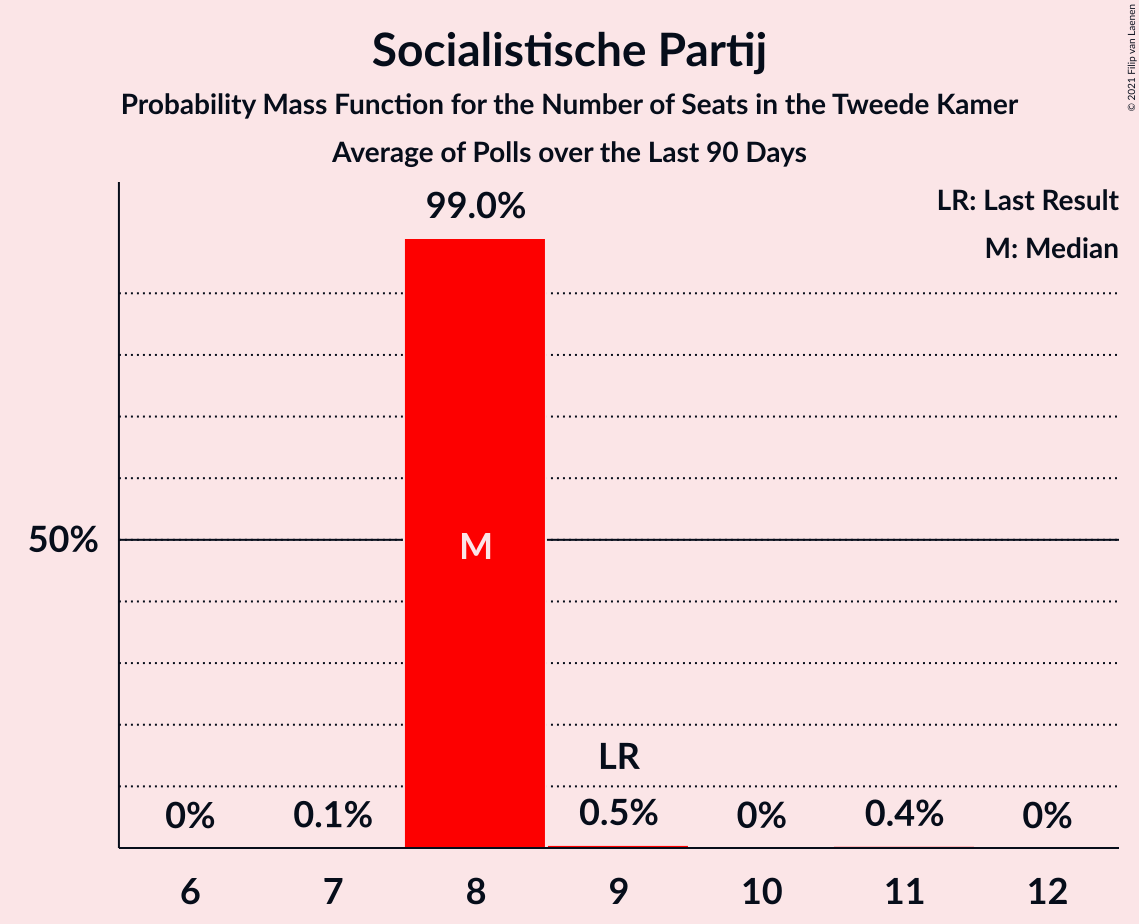 Socialistische Partij
Probability Mass Function for the Number of Seats in the Tweede Kamer
Average of Polls over the Last 90 Days
© 2021 Filip van Laenen
LR: Last Result
M: Median
99.0%
50%
M
LR
0% 0.1% 0.5% 0% 0.4% 0%
6 7 8 9 10 11 12